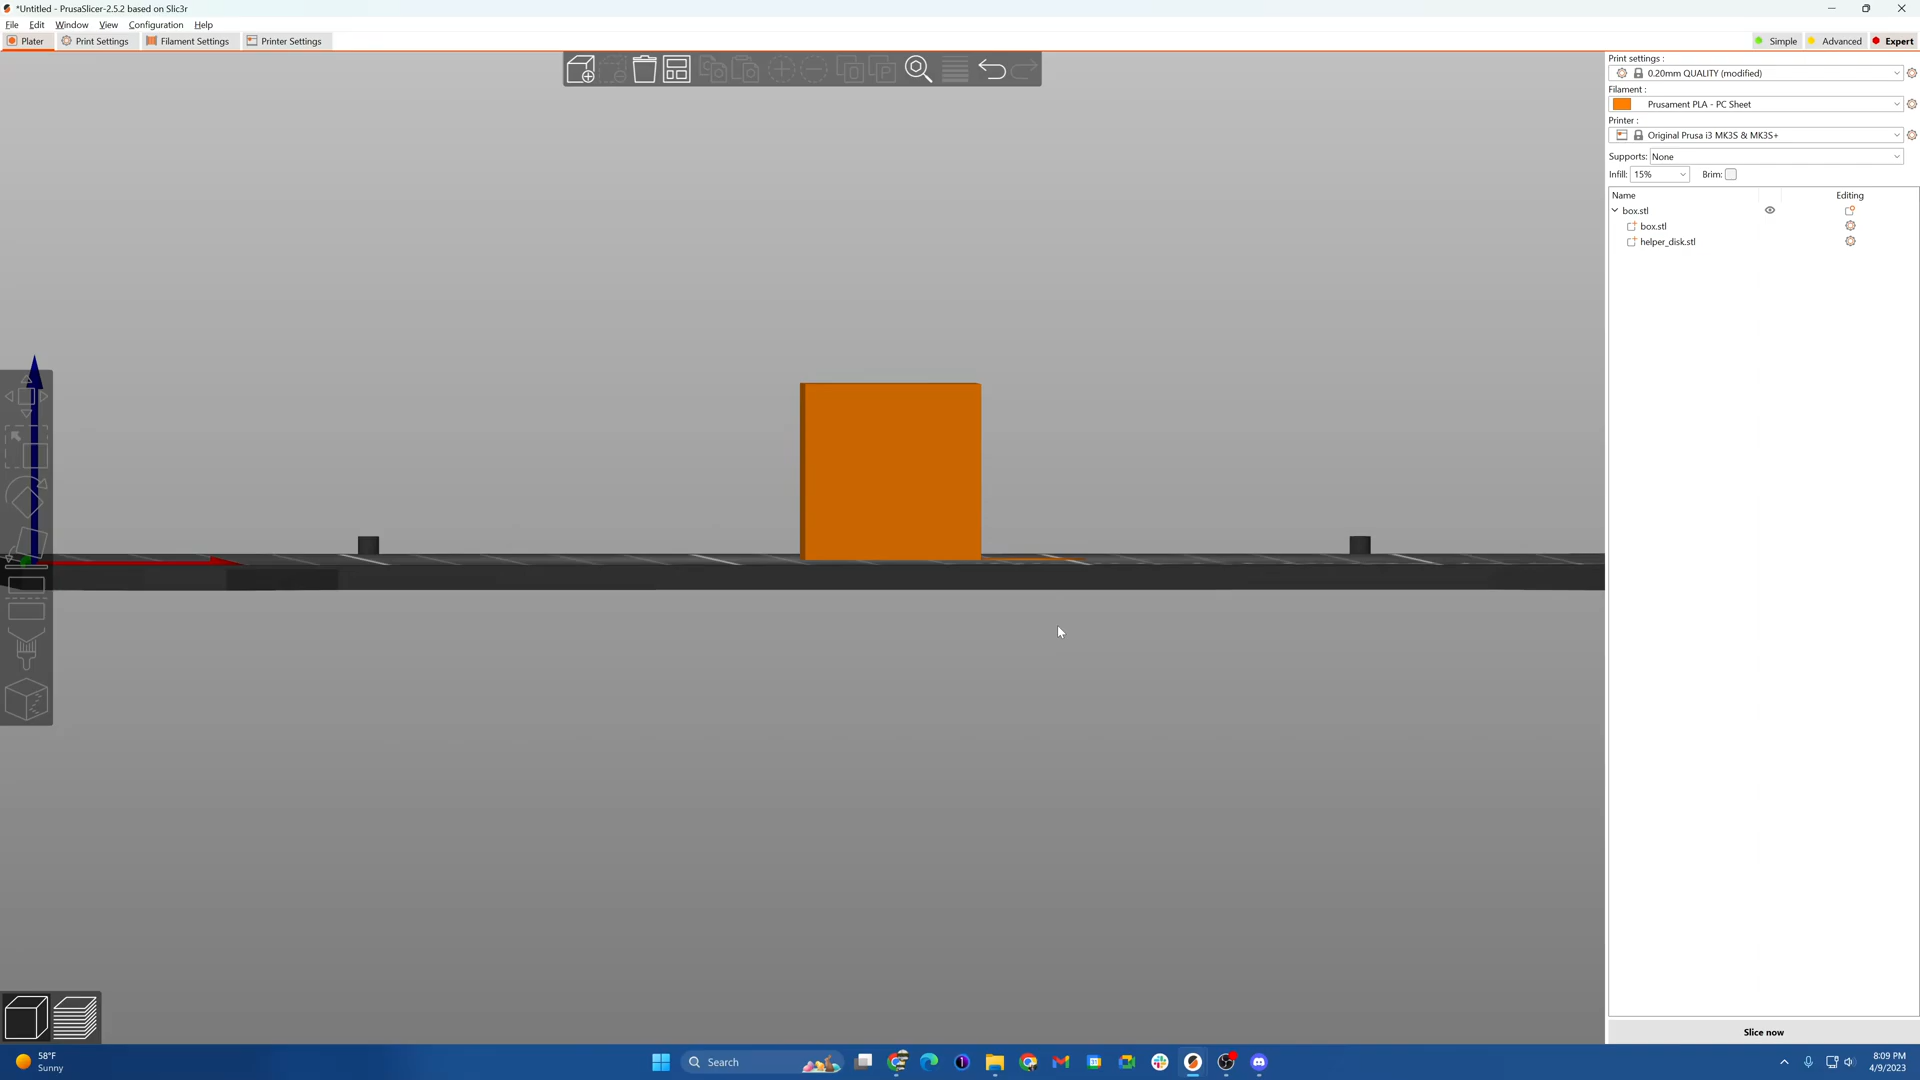 *Untitled - PrusaSlicer-2.5.2 based on Slic3r
File Edit Window View Configuration Help
Plater Print Settings Filament Settings Printer Settings Simple Advanced Expert
Print settings :
0.20mm QUALITY (modified)
Filament :
Prusament PLA - PC Sheet
Printer :
Original Prusa i3 MK3S & MK3S+
Supports: None
Infill: 15% Brim:
Name Editing
box.stl
box.stl
helper_disk.stl
Slice now
58°F
Sunny
Search
8:09 PM
4/9/2023